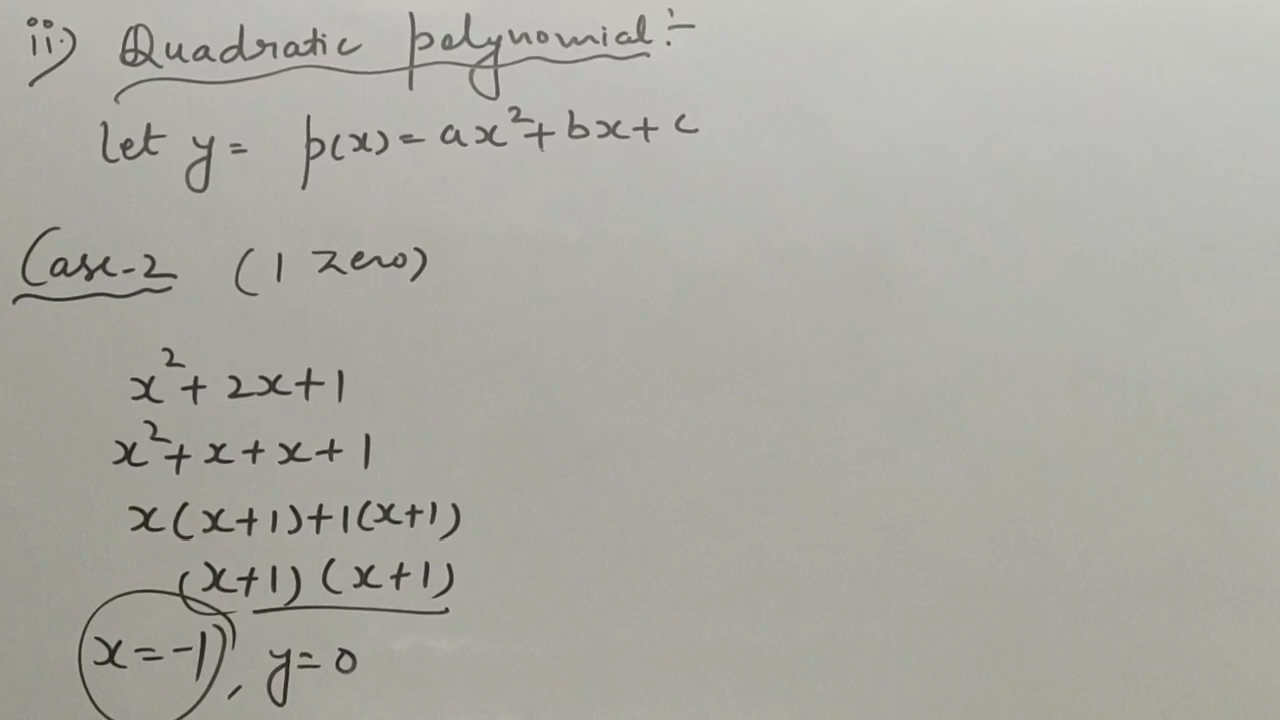 ii) Quadratic polynomial :-
let y = p(x) = ax²+bx+c
Case-2 (1 zero)
x²+2x+1
x²+x+x+1
x(x+1)+1(x+1)
(x+1)(x+1)
x=-1, y=0